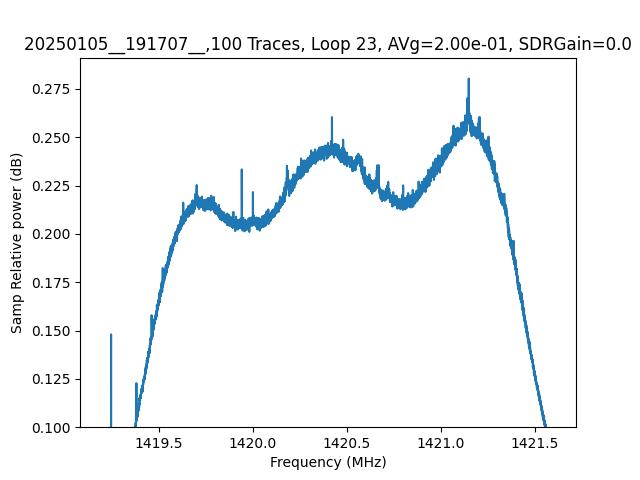 20250105__191707__,100 Traces, Loop 23, AVg=2.00e-01, SDRGain=0.0
0.275
0.250
0.225
0.200
0.175
0.150
0.125
0.100
Samp Relative power (dB)
1419.5 1420.0 1420.5 1421.0 1421.5
Frequency (MHz)